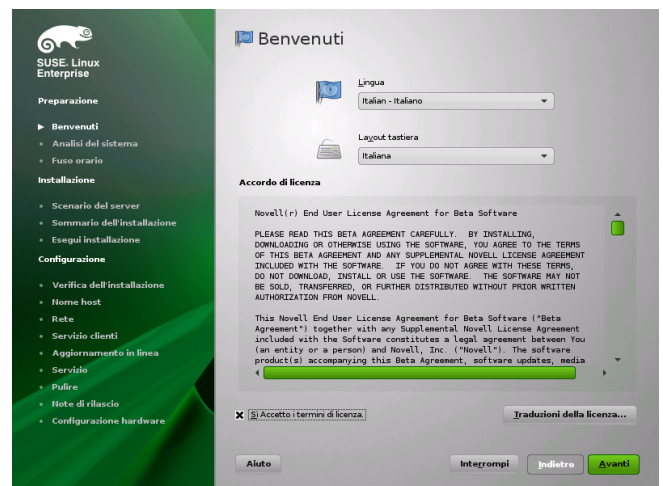 SUSE. Linux
Enterprise
Preparazione
Benvenuti
Analisi del sistema
Fuso orario
Installazione
Scenario del server
Sommario dell'installazione
Esegui installazione
Configurazione
Verifica dell'installazione
Nome host
Rete
Servizio clienti
Aggiornamento in linea
Servizio
Pulire
Note di rilascio
Configurazione hardware
Benvenuti
Lingua
Italian - Italiano
Layout tastiera
Italiana
Accordo di licenza
Novell(r) End User License Agreement for Beta Software
PLEASE READ THIS BETA AGREEMENT CAREFULLY. BY INSTALLING,
DOWNLOADING OR OTHERWISE USING THE SOFTWARE, YOU AGREE TO THE TERMS
OF THIS BETA AGREEMENT AND ANY SUPPLEMENTAL NOVELL LICENSE AGREEMENT
INCLUDED WITH THE SOFTWARE. IF YOU DO NOT AGREE WITH THESE TERMS,
DO NOT DOWNLOAD, INSTALL OR USE THE SOFTWARE. THE SOFTWARE MAY NOT
BE SOLD, TRANSFERRED, OR FURTHER DISTRIBUTED WITHOUT PRIOR WRITTEN
AUTHORIZATION FROM NOVELL.
This Novell End User License Agreement for Beta Software ("Beta
Agreement") together with any Supplemental Novell License Agreement
included with the Software constitutes a legal agreement between You
(an entity or a person) and Novell, Inc. ("Novell"). The software
product(s) accompanying this Beta Agreement, software updates, media
Sì Accetto i termini di licenza.
Traduzioni della licenza...
Aiuto
Interrompi
Indietro
Avanti